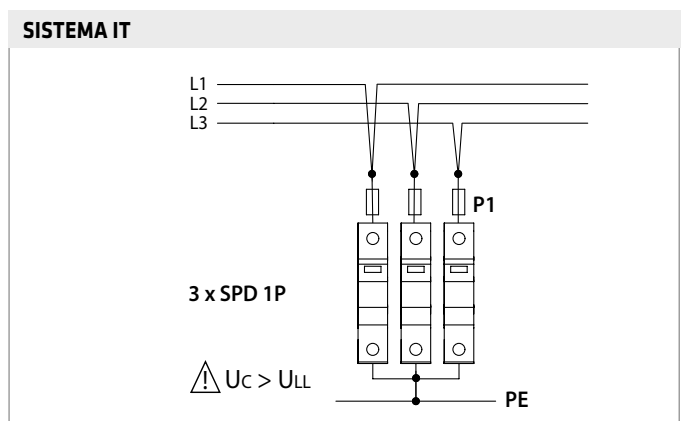 SISTEMA IT
L1
L2
L3
P1
3 x SPD 1P
⚠ UC > ULL
PE